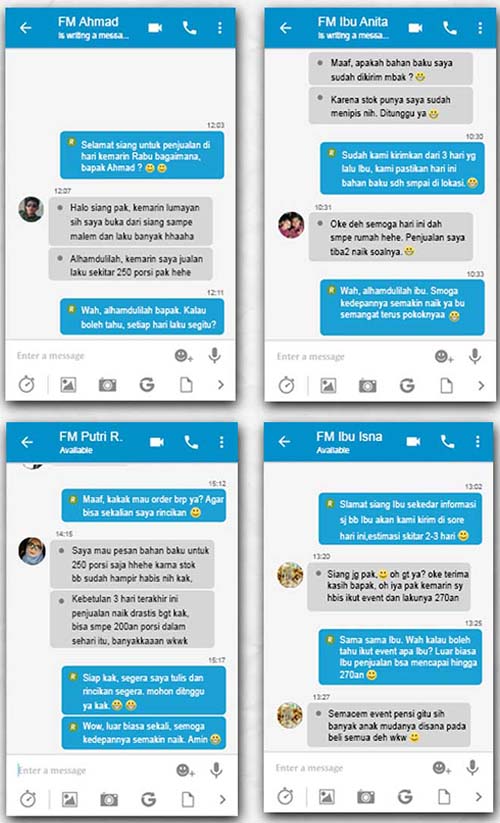 FM Ahmad
is writing a messa...
12:03
Selamat siang untuk penjualan di
hari kemarin Rabu bagaimana,
bapak Ahmad ?
12:07
Halo siang pak, kemarin lumayan
sih saya buka dari siang sampe
malem dan laku banyak hhaaha
Alhamdulilah, kemarin saya jualan
laku sekitar 250 porsi pak hehe
12:11
Wah, alhamdulilah bapak. Kalau
boleh tahu, setiap hari laku segitu?
Enter a message
FM Ibu Anita
is writing a messa...
Maaf, apakah bahan baku saya
sudah dikirim mbak ?
Karena stok punya saya sudah
menipis nih. Ditunggu ya
10:30
Sudah kami kirimkan dari 3 hari yg
lalu Ibu, kami pastikan hari ini
bahan baku sdh smpai di lokasi.
10:31
Oke deh semoga hari ini dah
smpe rumah hehe. Penjualan saya
tiba2 naik soalnya.
10:33
Wah, alhamdulilah ibu. Smoga
kedepannya semakin naik ya bu
semangat terus pokoknyaa
Enter a message
FM Putri R.
Available
15:12
Maaf, kakak mau order brp ya? Agar
bisa sekalian saya rincikan
14:15
Saya mau pesan bahan baku untuk
250 porsi saja hhehe karna stok
bb sudah hampir habis nih kak,
Kebetulan 3 hari terakhir ini
penjualan naik drastis bgt kak,
bisa smpe 200an porsi dalam
sehari itu, banyakkaaan wkwk
15:17
Siap kak, segera saya tulis dan
rincikan segera. mohon ditnggu
ya kak.
Wow, luar biasa sekali, semoga
kedepannya semakin naik. Amin
Enter a message
FM Ibu Isna
Available
13:02
Slamat siang Ibu sekedar informasi
sj bb Ibu akan kami kirim di sore
hari ini,estimasi skitar 2-3 hari
13:20
Siang jg pak, oh gt ya? oke terima
kasih bapak, oh iya pak kemarin sy
hbis ikut event dan lakunya 270an
13:25
Sama sama Ibu. Wah kalau boleh
tahu ikut event apa Ibu? Luar biasa
Ibu penjualan bsa mencapai hingga
270an
13:27
Semacem event pensi gitu sih
banyak anak mudanya disana pada
beli semua deh wkw
Enter a message